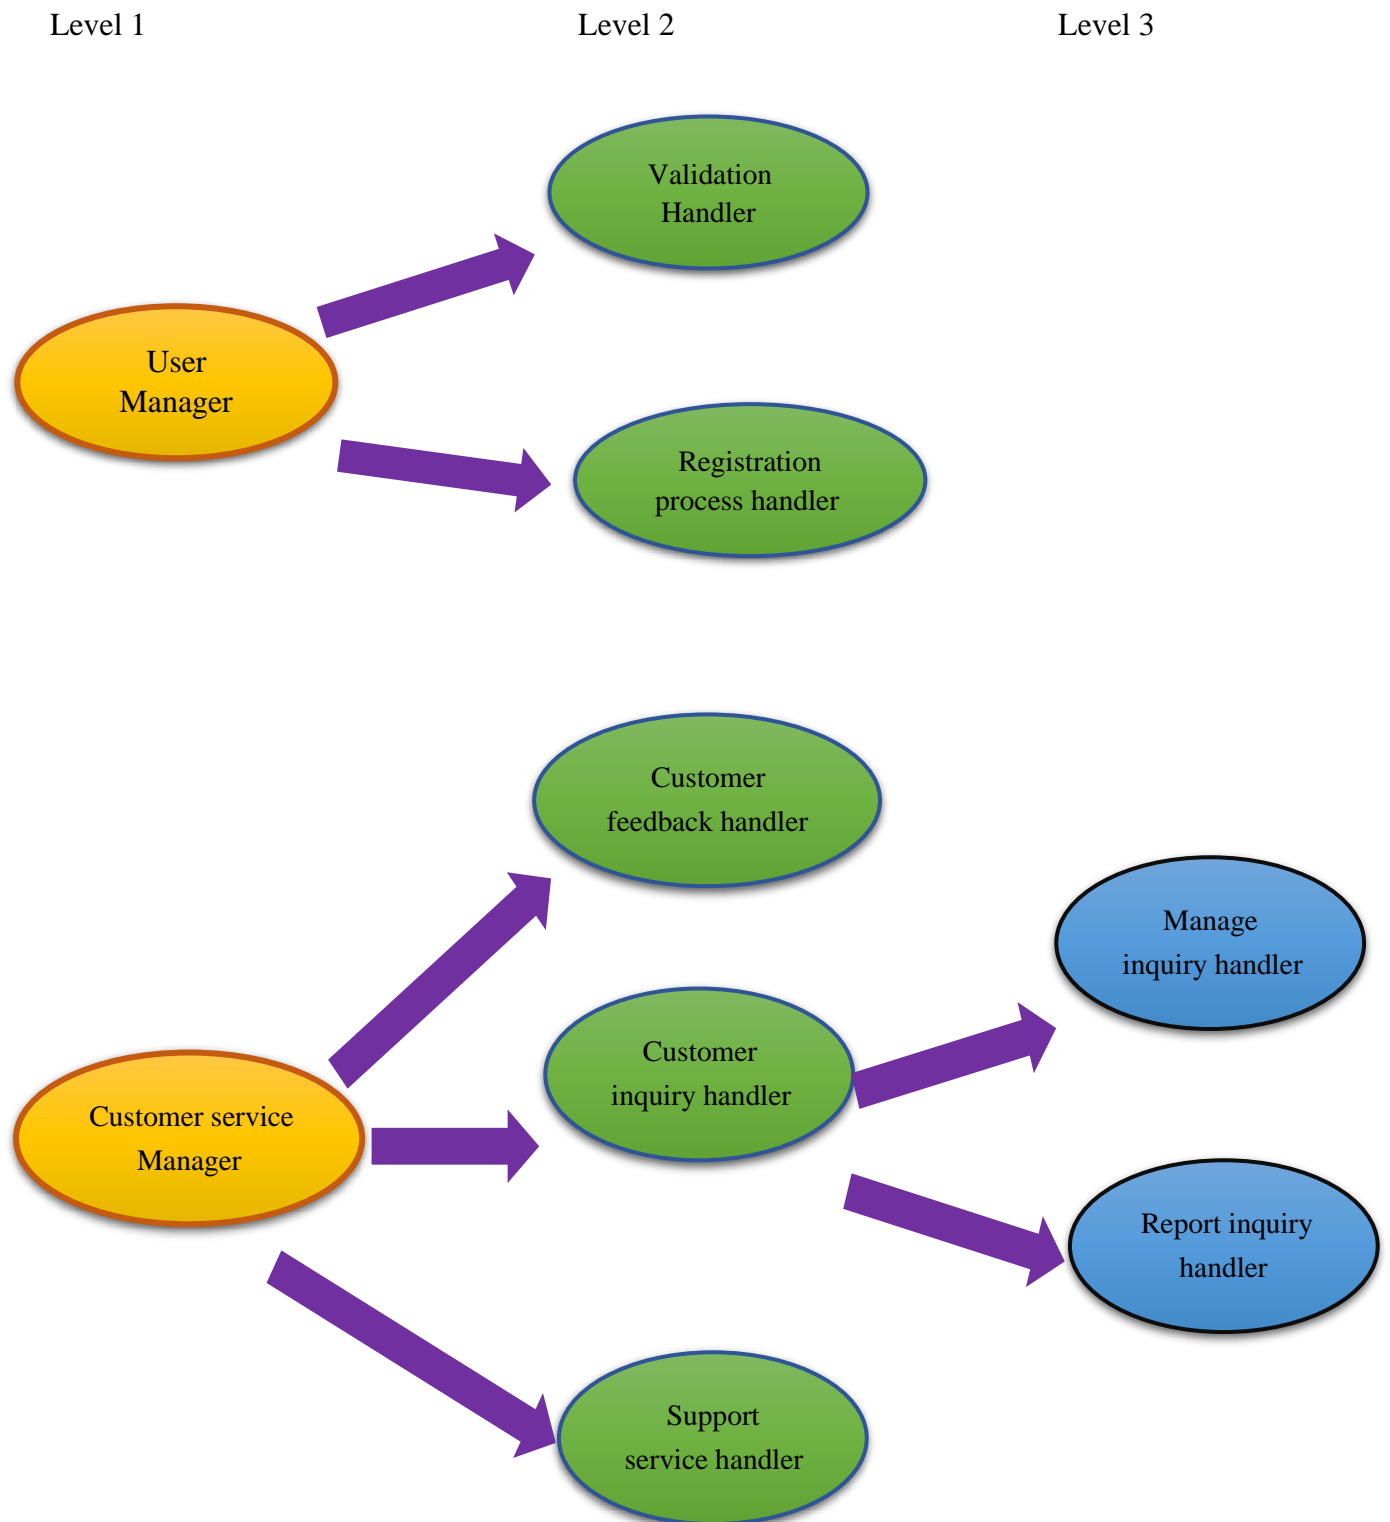 Level 1
Level 2
Level 3
Validation
Handler
User
Manager
Registration
process handler
Customer
feedback handler
Manage
inquiry handler
Customer
inquiry handler
Customer service
Manager
Report inquiry
handler
Support
service handler